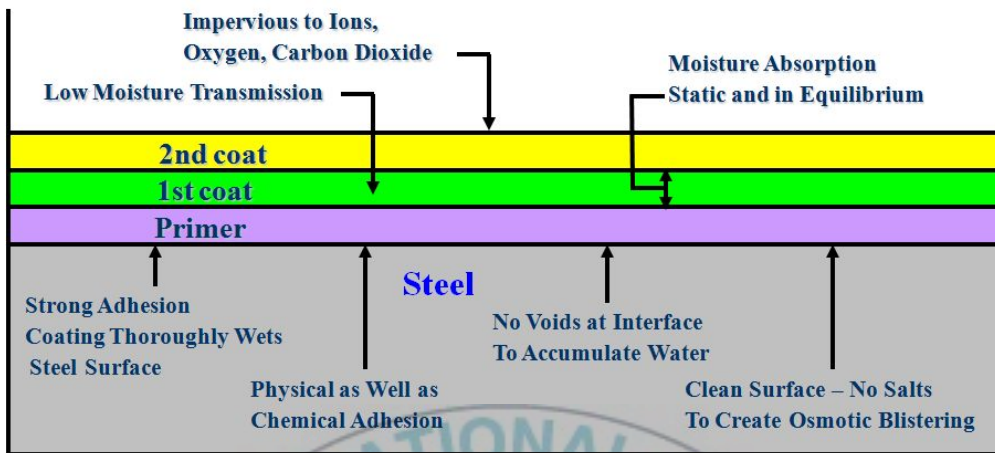 Impervious to Ions,
Oxygen, Carbon Dioxide
Moisture Absorption
Static and in Equilibrium
Low Moisture Transmission
2nd coat
1st coat
Primer
Steel
Strong Adhesion
Coating Thoroughly Wets
Steel Surface
No Voids at Interface
To Accumulate Water
Physical as Well as
Chemical Adhesion
Clean Surface – No Salts
To Create Osmotic Blistering
ATIONAL